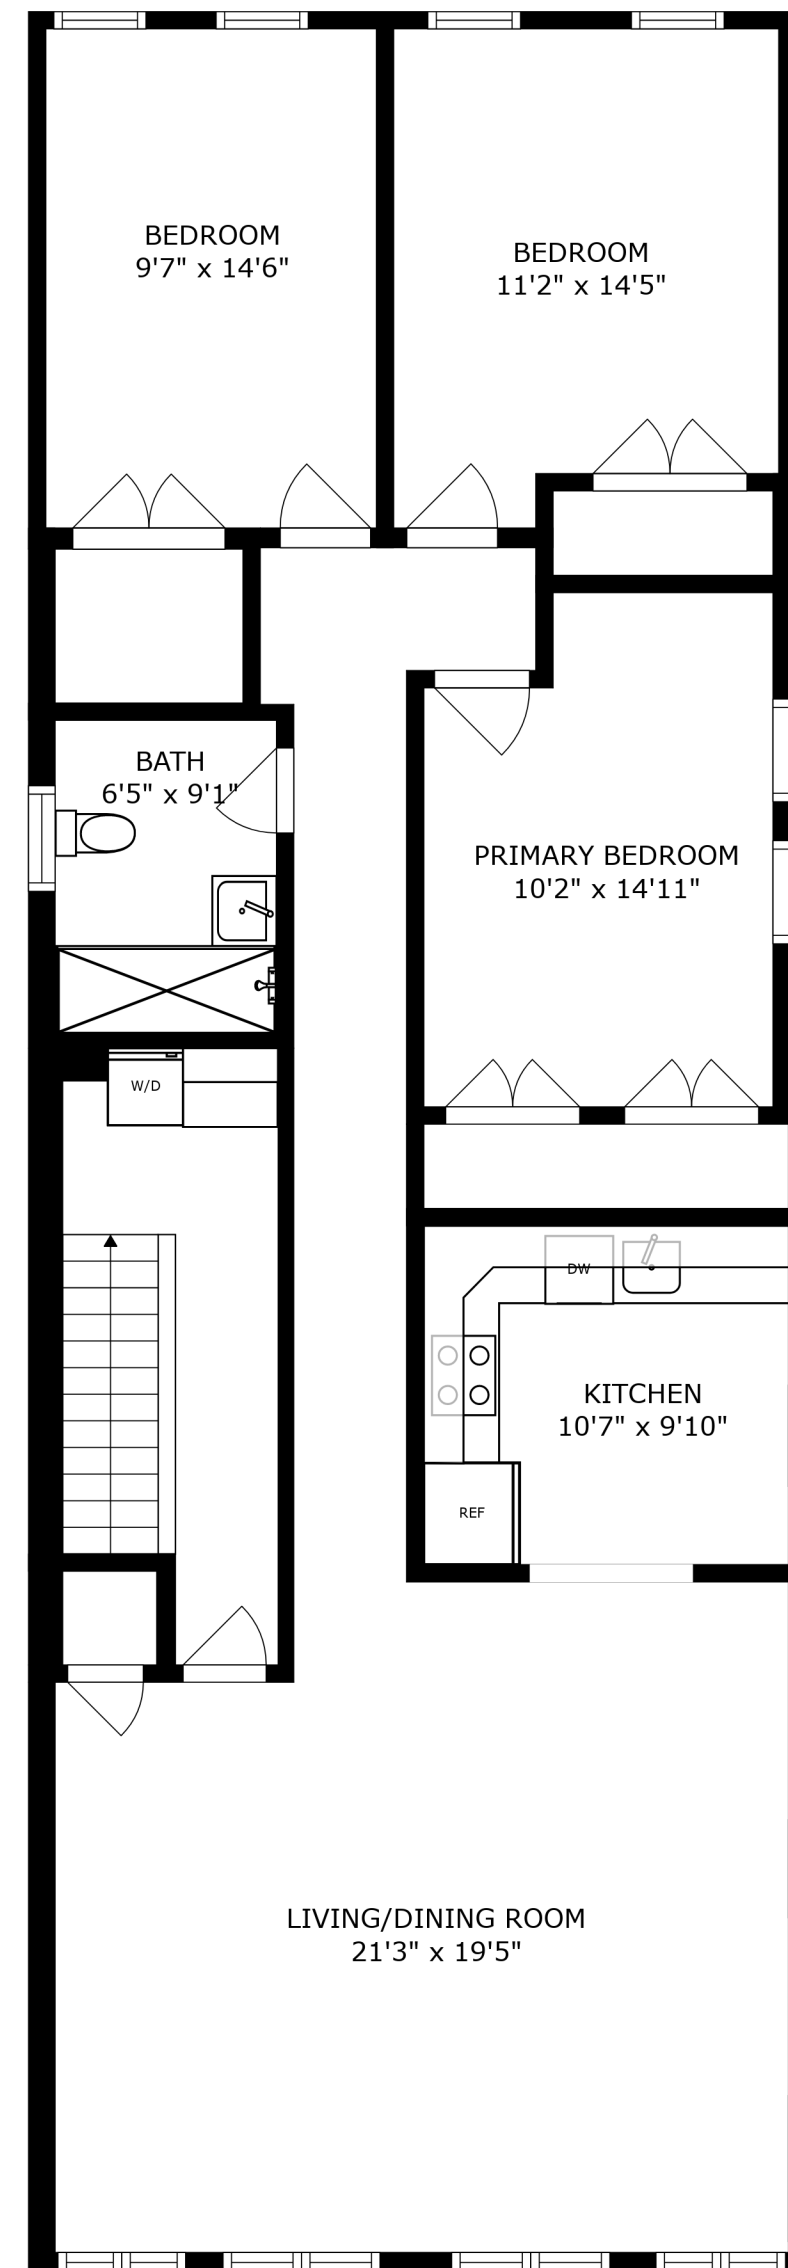 BEDROOM
9'7" x 14'6"
BEDROOM
11'2" x 14'5"
BATH
6'5" x 9'1"
PRIMARY BEDROOM
10'2" x 14'11"
W/D
DW
KITCHEN
10'7" x 9'10"
REF
LIVING/DINING ROOM
21'3" x 19'5"